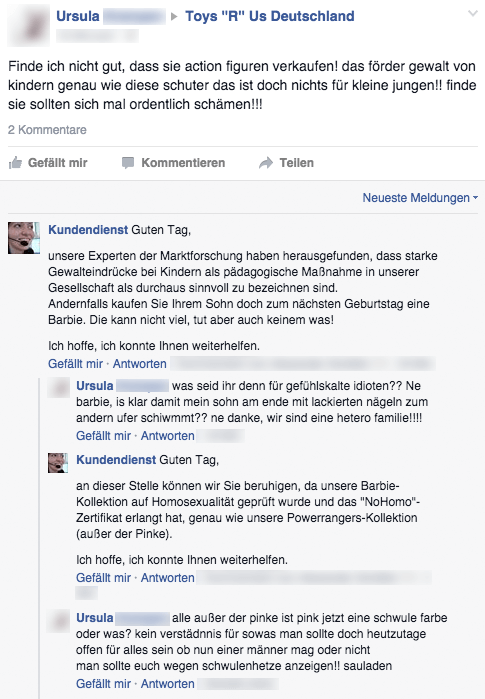 Ursula ▸ Toys "R" Us Deutschland
Finde ich nicht gut, dass sie action figuren verkaufen! das förder gewalt von
kindern genau wie diese schuter das ist doch nichts für kleine jungen!! finde
sie sollten sich mal ordentlich schämen!!!
2 Kommentare
Gefällt mir Kommentieren Teilen
Neueste Meldungen
Kundendienst Guten Tag,
unsere Experten der Marktforschung haben herausgefunden, dass starke
Gewalteindrücke bei Kindern als pädagogische Maßnahme in unserer
Gesellschaft als durchaus sinnvoll zu bezeichnen sind.
Andernfalls kaufen Sie Ihrem Sohn doch zum nächsten Geburtstag eine
Barbie. Die kann nicht viel, tut aber auch keinem was!
Ich hoffe, ich konnte Ihnen weiterhelfen.
Gefällt mir · Antworten
Ursula was seid ihr denn für gefühlskalte idioten?? Ne
barbie, is klar damit mein sohn am ende mit lackierten nägeln zum
andern ufer schiwmmt?? ne danke, wir sind eine hetero familie!!!!
Gefällt mir · Antworten
Kundendienst Guten Tag,
an dieser Stelle können wir Sie beruhigen, da unsere Barbie-
Kollektion auf Homosexualität geprüft wurde und das "NoHomo"-
Zertifikat erlangt hat, genau wie unsere Powerrangers-Kollektion
(außer der Pinke).
Ich hoffe, ich konnte Ihnen weiterhelfen.
Gefällt mir · Antworten
Ursula alle außer der pinke ist pink jetzt eine schwule farbe
oder was? kein verstädnnis für sowas man sollte doch heutzutage
offen für alles sein ob nun einer männer mag oder nicht
man sollte euch wegen schwulenhetze anzeigen!! sauladen
Gefällt mir · Antworten